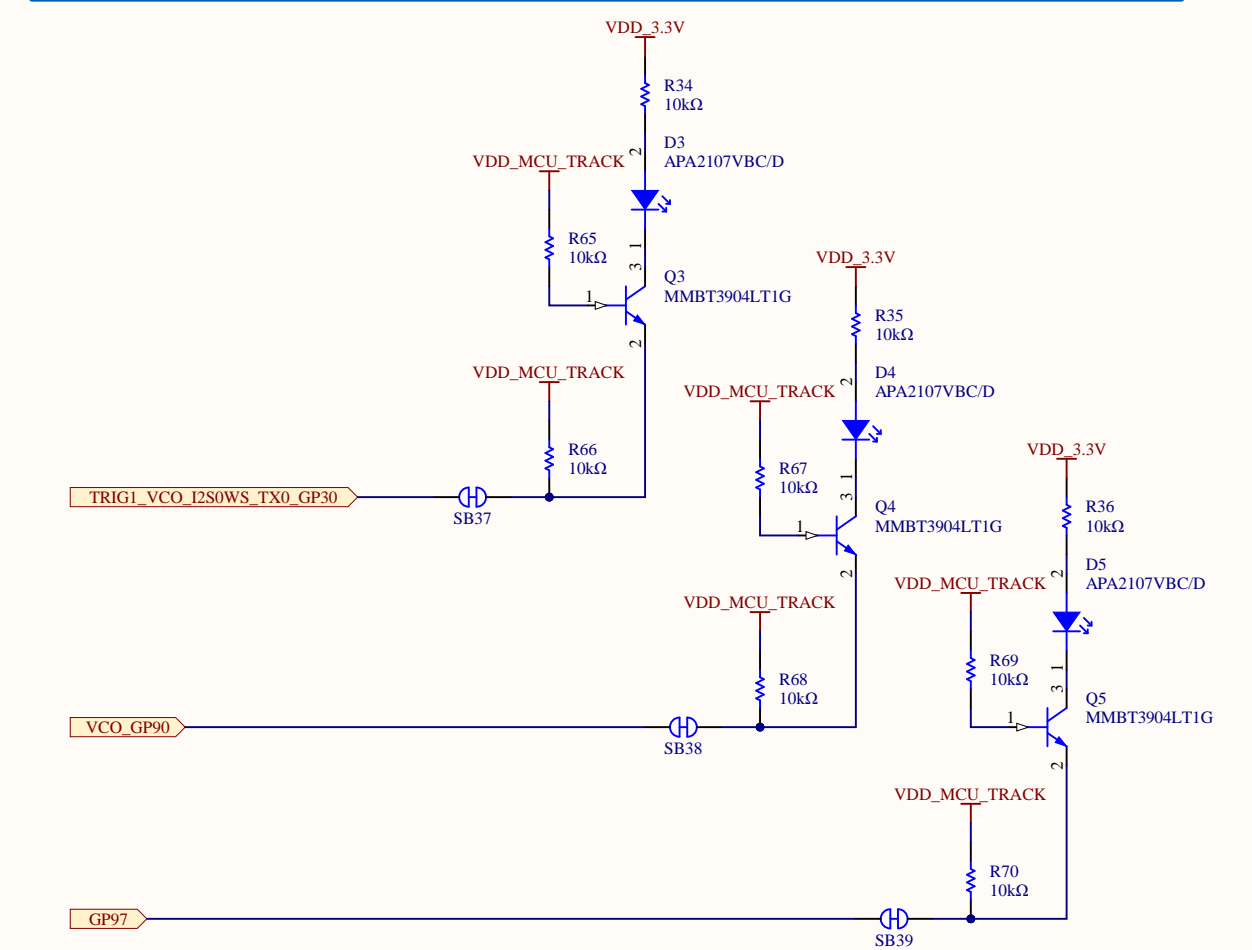 VDD_3.3V
R34
10kΩ
D3
APA2107VBC/D
2
VDD_MCU_TRACK
R65
10kΩ
1
3
Q3
MMBT3904LT1G
1
2
VDD_MCU_TRACK
R66
10kΩ
TRIG1_VCO_I2S0WS_TX0_GP30
SB37
VDD_3.3V
R35
10kΩ
D4
APA2107VBC/D
2
VDD_MCU_TRACK
R67
10kΩ
1
3
Q4
MMBT3904LT1G
1
2
VDD_MCU_TRACK
R68
10kΩ
VCO_GP90
SB38
VDD_3.3V
R36
10kΩ
D5
APA2107VBC/D
2
VDD_MCU_TRACK
R69
10kΩ
1
3
Q5
MMBT3904LT1G
1
2
VDD_MCU_TRACK
R70
10kΩ
GP97
SB39